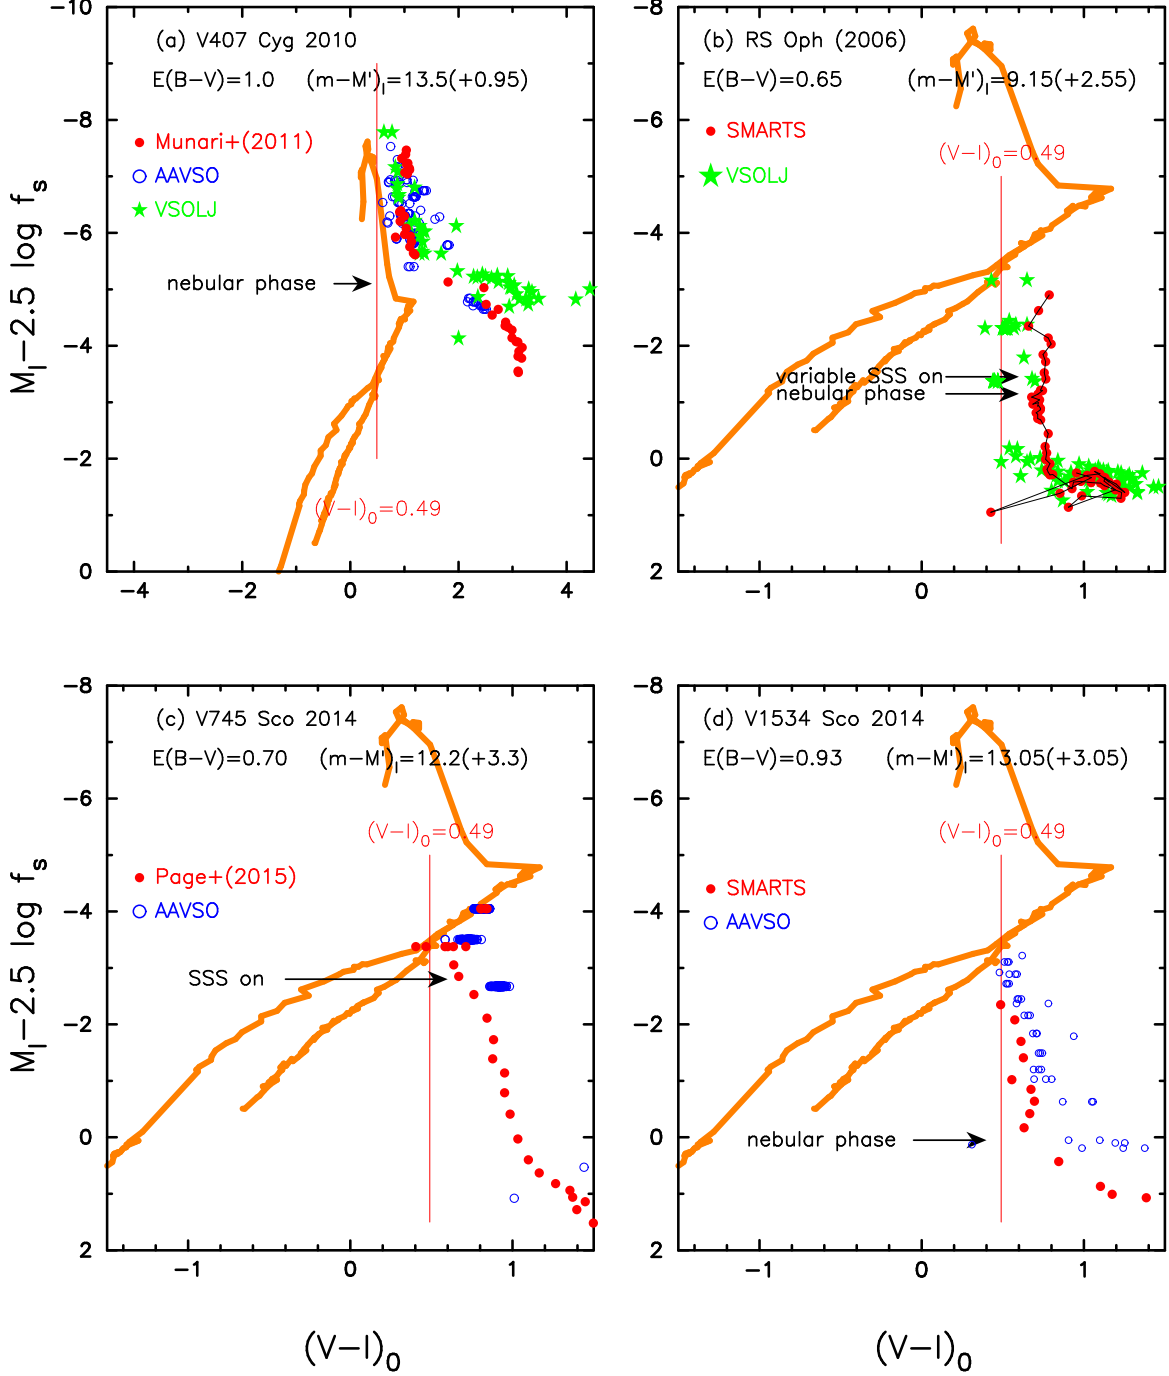 (a) V407 Cyg 2010
E(B−V)=1.0 (m−M')I=13.5(+0.95)
Munari+(2011)
AAVSO
VSOLJ
nebular phase
(V−I)0=0.49
−10
−8
−6
−4
−2
0
−4
−2
0
2
4
MI−2.5 log fs
(b) RS Oph (2006)
E(B−V)=0.65 (m−M')I=9.15(+2.55)
SMARTS
(V−I)0=0.49
VSOLJ
variable SSS on
nebular phase
−8
−6
−4
−2
0
2
−1
0
1
(c) V745 Sco 2014
E(B−V)=0.70 (m−M')I=12.2(+3.3)
(V−I)0=0.49
Page+(2015)
AAVSO
SSS on
−8
−6
−4
−2
0
2
−1
0
1
MI−2.5 log fs
(V−I)0
(d) V1534 Sco 2014
E(B−V)=0.93 (m−M')I=13.05(+3.05)
(V−I)0=0.49
SMARTS
AAVSO
nebular phase
−8
−6
−4
−2
0
2
−1
0
1
(V−I)0